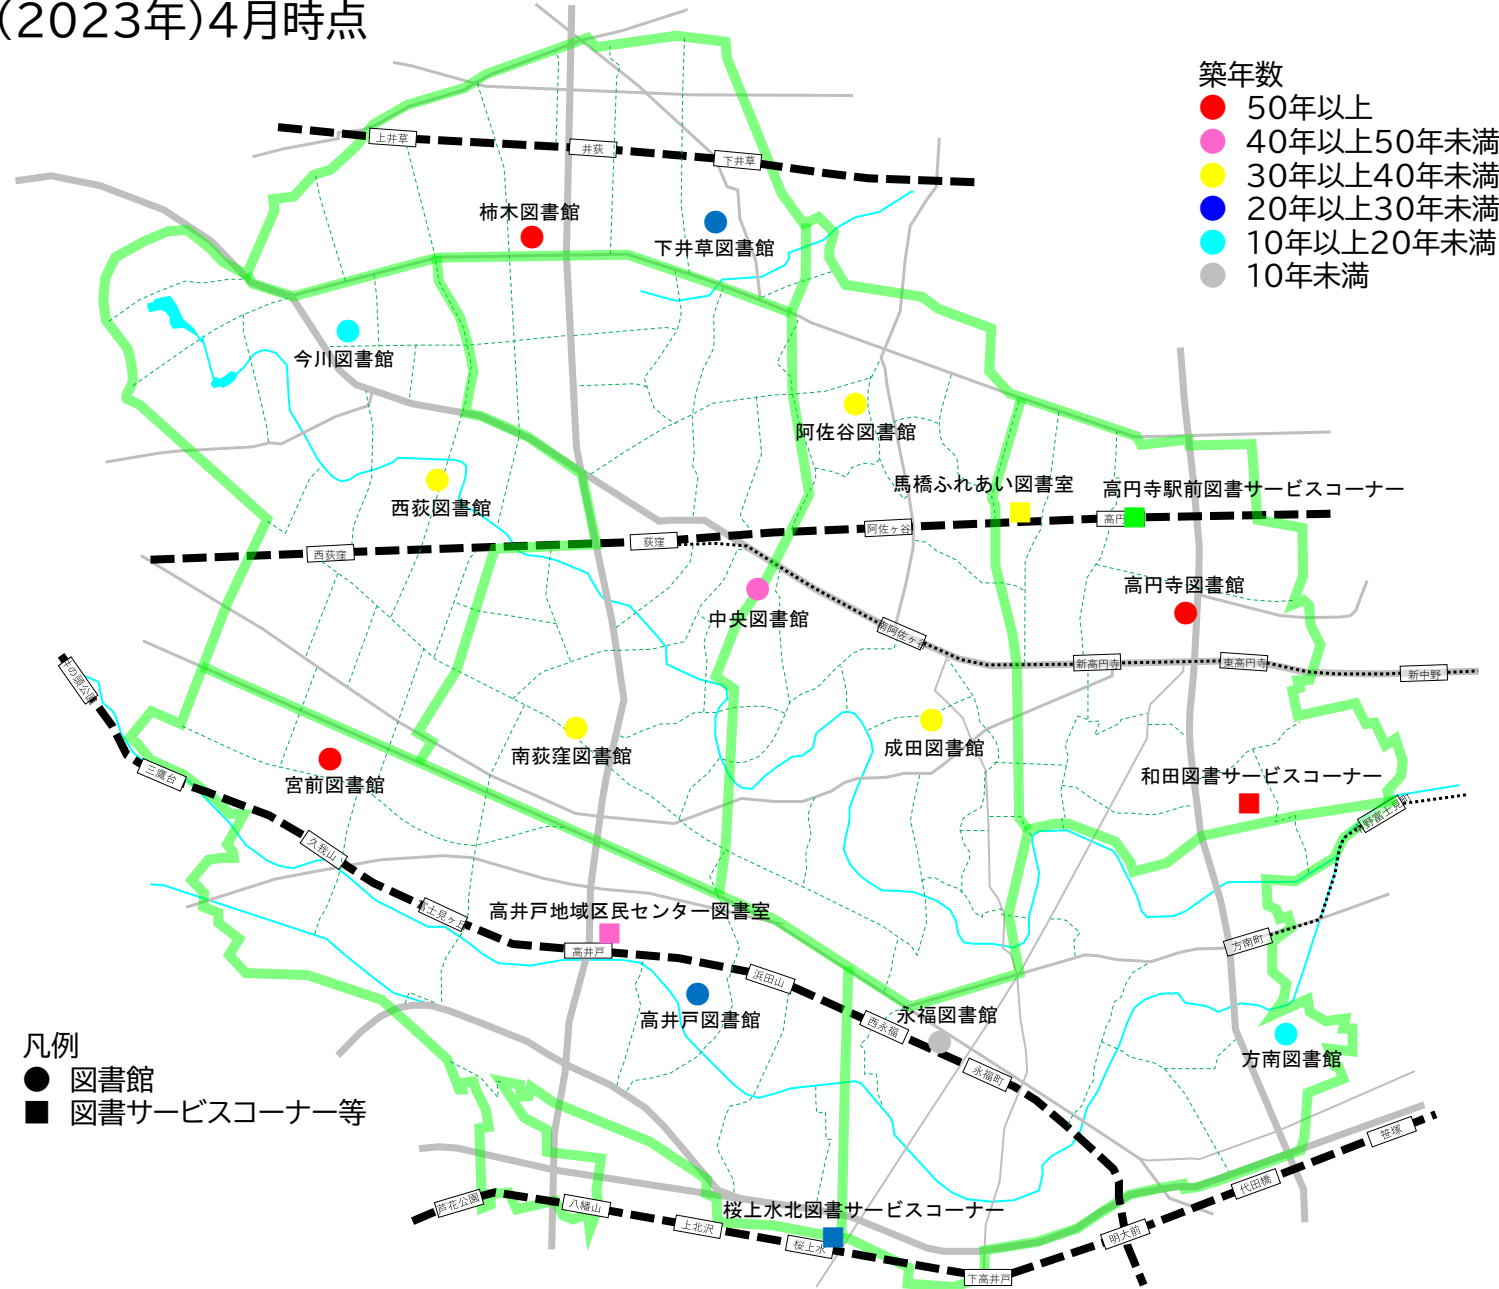 (2023年)4月時点
築年数
50年以上
40年以上50年未満
30年以上40年未満
20年以上30年未満
10年以上20年未満
10年未満
上井草
井荻
下井草
柿木図書館
下井草図書館
今川図書館
阿佐谷図書館
西荻図書館
馬橋ふれあい図書室
高円寺駅前図書サービスコーナー
西荻窪
荻窪
阿佐ヶ谷
高円
高円寺図書館
中央図書館
南阿佐ヶ谷
新高円寺
東高円寺
新中野
井の頭公園
成田図書館
南荻窪図書館
宮前図書館
三鷹台
和田図書サービスコーナー
野富士見町
久我山
富士見ヶ丘
高井戸地域区民センター図書室
高井戸
方南町
浜田山
高井戸図書館
西永福
永福図書館
永福町
方南図書館
凡例
図書館
図書サービスコーナー等
笹塚
代田橋
芦花公園
八幡山
上北沢
桜上水北図書サービスコーナー
桜上水
明大前
下高井戸